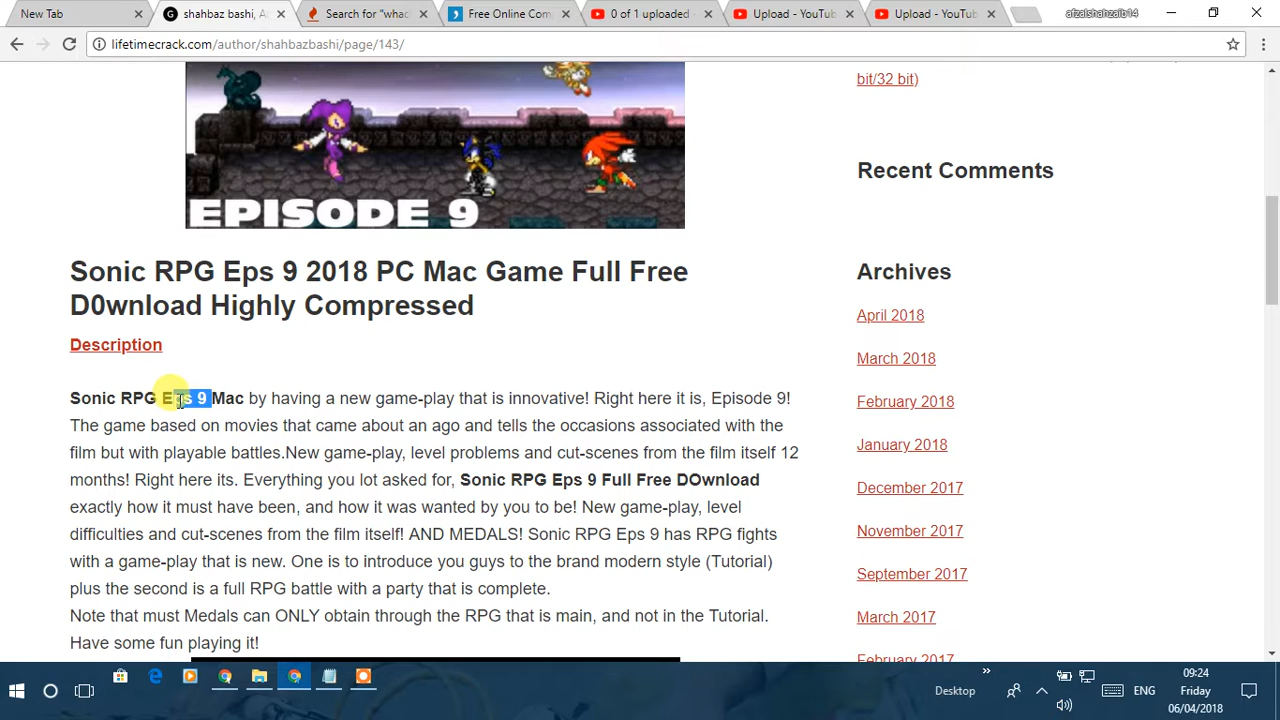 New Tab
shahbaz bashi, A
Search for "whac
Free Online Com
0 of 1 uploaded
Upload - YouTub
Upload - YouTub
afzalshahzaib14
lifetimecrack.com/author/shahbazbashi/page/143/
EPISODE 9
Sonic RPG Eps 9 2018 PC Mac Game Full Free
D0wnload Highly Compressed
Description
Sonic RPG Eps 9 Mac by having a new game-play that is innovative! Right here it is, Episode 9!
The game based on movies that came about an ago and tells the occasions associated with the
film but with playable battles.New game-play, level problems and cut-scenes from the film itself 12
months! Right here its. Everything you lot asked for, Sonic RPG Eps 9 Full Free DOwnload
exactly how it must have been, and how it was wanted by you to be! New game-play, level
difficulties and cut-scenes from the film itself! AND MEDALS! Sonic RPG Eps 9 has RPG fights
with a game-play that is new. One is to introduce you guys to the brand modern style (Tutorial)
plus the second is a full RPG battle with a party that is complete.
Note that must Medals can ONLY obtain through the RPG that is main, and not in the Tutorial.
Have some fun playing it!
bit/32 bit)
Recent Comments
Archives
April 2018
March 2018
February 2018
January 2018
December 2017
November 2017
September 2017
March 2017
February 2017
Desktop
ENG
09:24
Friday
06/04/2018